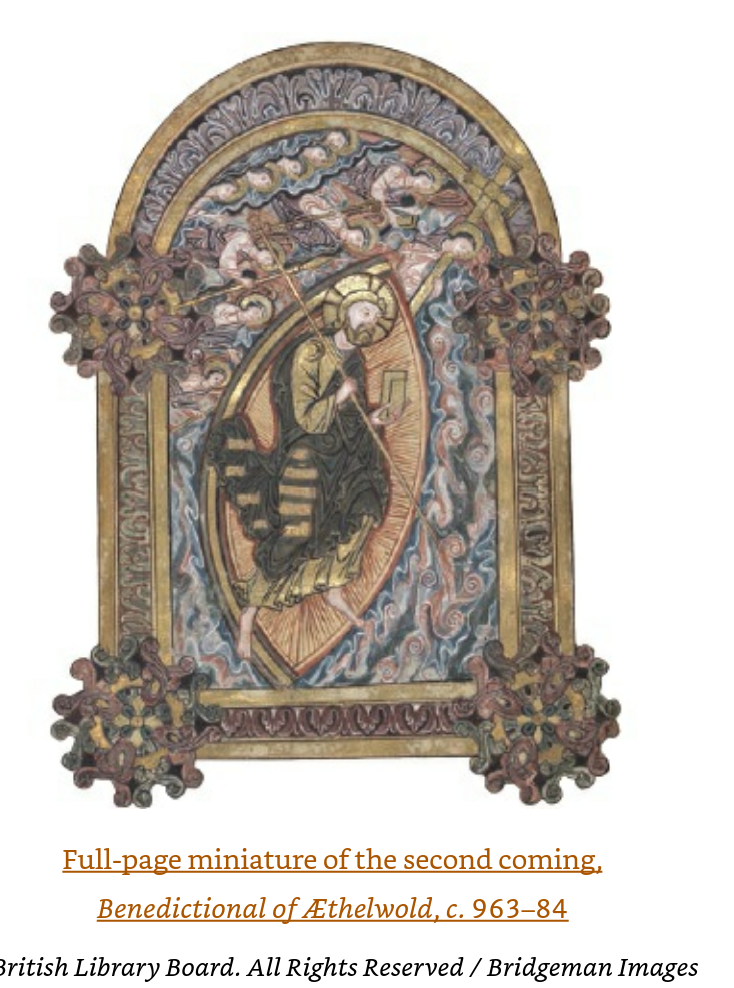 Full-page miniature of the second coming,
Benedictional of Æthelwold, c. 963–84
British Library Board. All Rights Reserved / Bridgeman Images